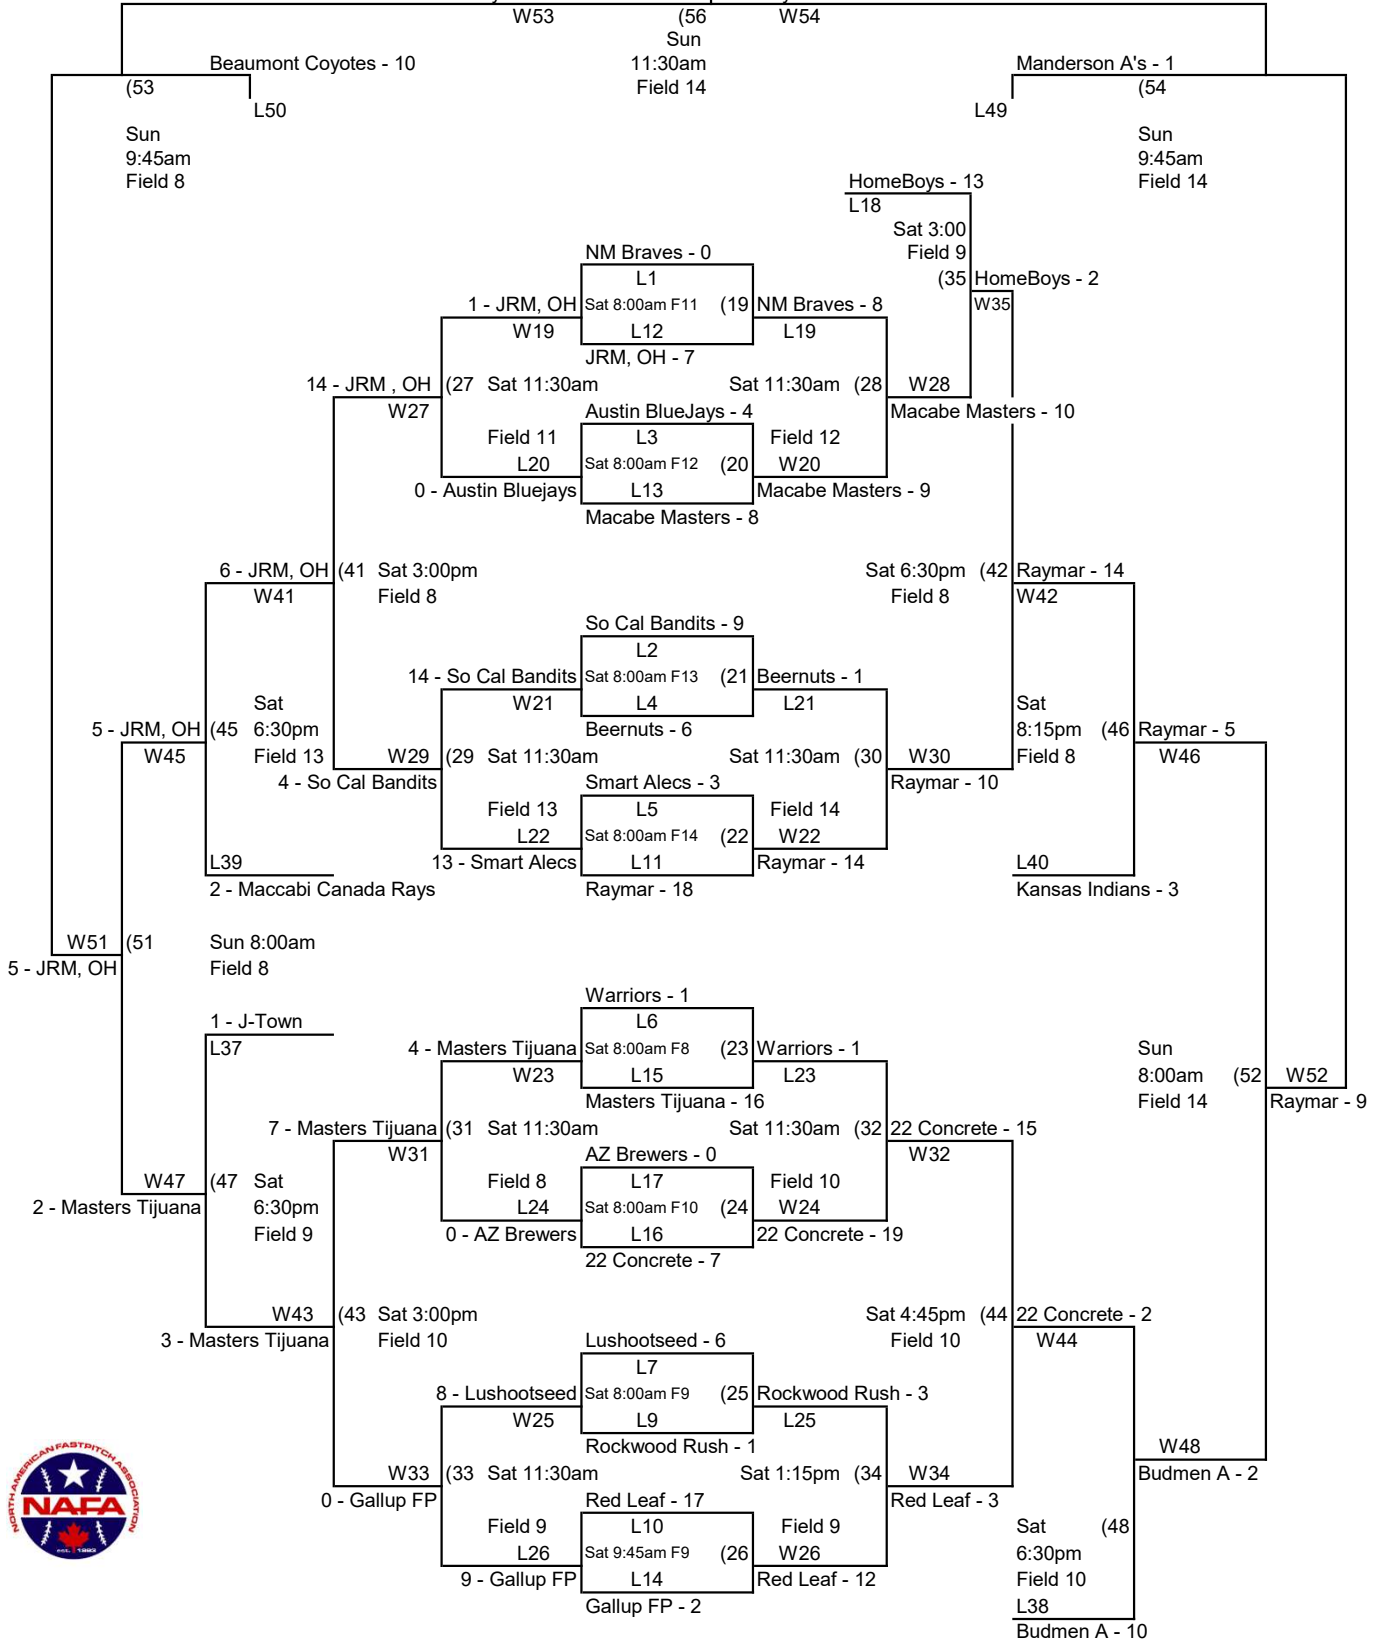 W53 (56 W54
Sun
Beaumont Coyotes - 10 11:30am Manderson A's - 1
(53 Field 14 (54
L50 L49
Sun Sun
9:45am 9:45am
Field 8 HomeBoys - 13 Field 14
L18
Sat 3:00
NM Braves - 0 Field 9
L1 (35 HomeBoys - 2
1 - JRM, OH Sat 8:00am F11 (19 NM Braves - 8 W35
W19 L12 L19
JRM, OH - 7
14 - JRM , OH (27 Sat 11:30am Sat 11:30am (28 W28
W27 Austin BlueJays - 4 Macabe Masters - 10
Field 11 L3 Field 12
L20 Sat 8:00am F12 (20 W20
0 - Austin Bluejays L13 Macabe Masters - 9
Macabe Masters - 8
6 - JRM, OH (41 Sat 3:00pm Sat 6:30pm (42 Raymar - 14
W41 Field 8 Field 8 W42
So Cal Bandits - 9
L2
14 - So Cal Bandits Sat 8:00am F13 (21 Beernuts - 1
Sat W21 L4 L21 Sat
5 - JRM, OH (45 6:30pm Beernuts - 6 8:15pm (46 Raymar - 5
W45 Field 13 W29 (29 Sat 11:30am Sat 11:30am (30 W30 Field 8 W46
4 - So Cal Bandits Smart Alecs - 3 Raymar - 10
Field 13 L5 Field 14
L22 Sat 8:00am F14 (22 W22
L39 13 - Smart Alecs L11 Raymar - 14 L40
2 - Maccabi Canada Rays Raymar - 18 Kansas Indians - 3
W51 (51 Sun 8:00am
5 - JRM, OH Field 8
Warriors - 1
1 - J-Town L6
L37 4 - Masters Tijuana Sat 8:00am F8 (23 Warriors - 1 Sun
W23 L15 L23 8:00am (52 W52
Masters Tijuana - 16 Field 14 Raymar - 9
7 - Masters Tijuana (31 Sat 11:30am Sat 11:30am (32 22 Concrete - 15
W31 AZ Brewers - 0 W32
W47 (47 Sat Field 8 L17 Field 10
2 - Masters Tijuana 6:30pm L24 Sat 8:00am F10 (24 W24
Field 9 0 - AZ Brewers L16 22 Concrete - 19
22 Concrete - 7
W43 (43 Sat 3:00pm Sat 4:45pm (44 22 Concrete - 2
3 - Masters Tijuana Field 10 Lushootseed - 6 Field 10 W44
L7
8 - Lushootseed Sat 8:00am F9 (25 Rockwood Rush - 3
W25 L9 L25
Rockwood Rush - 1 W48
W33 (33 Sat 11:30am Sat 1:15pm (34 W34 Budmen A - 2
0 - Gallup FP Red Leaf - 17 Red Leaf - 3
Field 9 L10 Field 9 Sat (48
L26 Sat 9:45am F9 (26 W26 6:30pm
9 - Gallup FP L14 Red Leaf - 12 Field 10
Gallup FP - 2 L38
Budmen A - 10
NORTH AMERICAN FASTPITCH ASSOCIATION
NAFA
EST. 1993